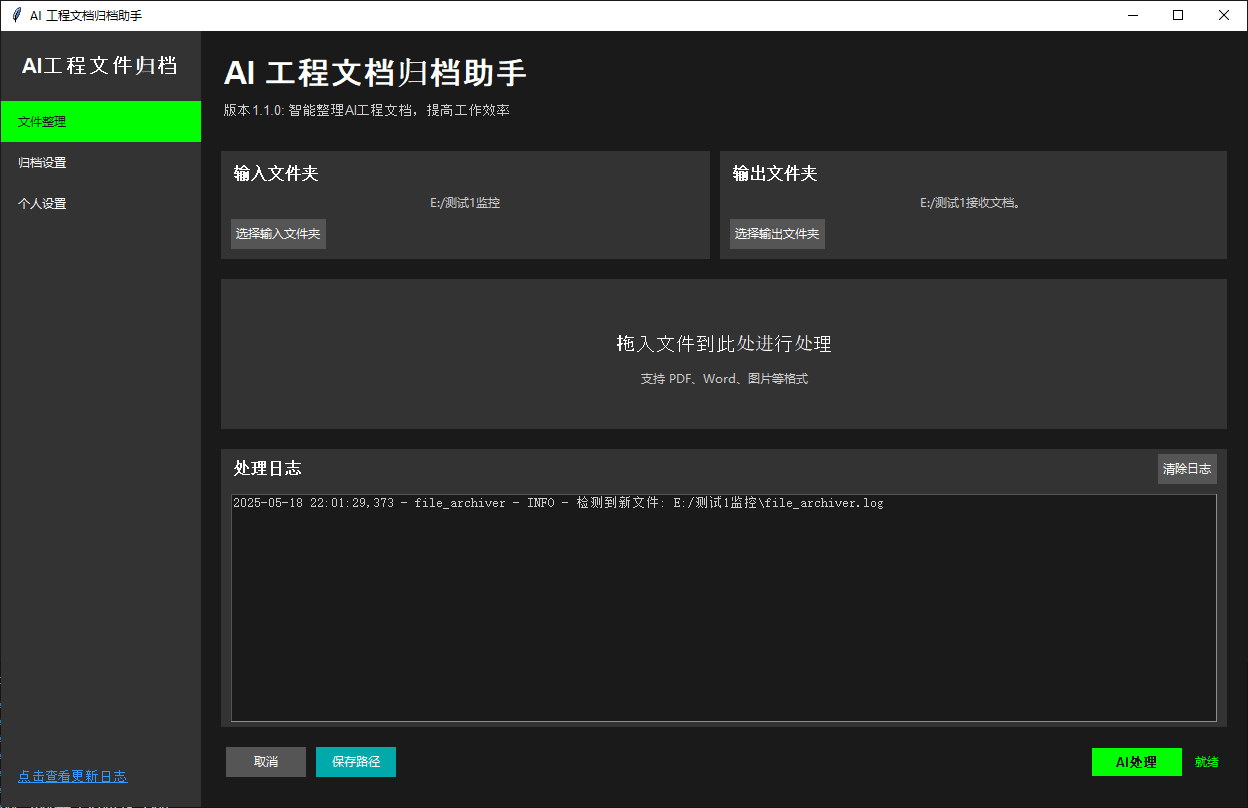 AI 工程文档归档助手
AI工程文件归档
文件整理
归档设置
个人设置
点击查看更新日志
AI 工程文档归档助手
版本1.1.0: 智能整理AI工程文档，提高工作效率
输入文件夹
E:/测试1监控
选择输入文件夹
输出文件夹
E:/测试1接收文档。
选择输出文件夹
拖入文件到此处进行处理
支持 PDF、Word、图片等格式
处理日志
清除日志
2025-05-18 22:01:29,373 - file_archiver - INFO - 检测到新文件: E:/测试1监控\file_archiver.log
取消
保存路径
AI处理
就绪